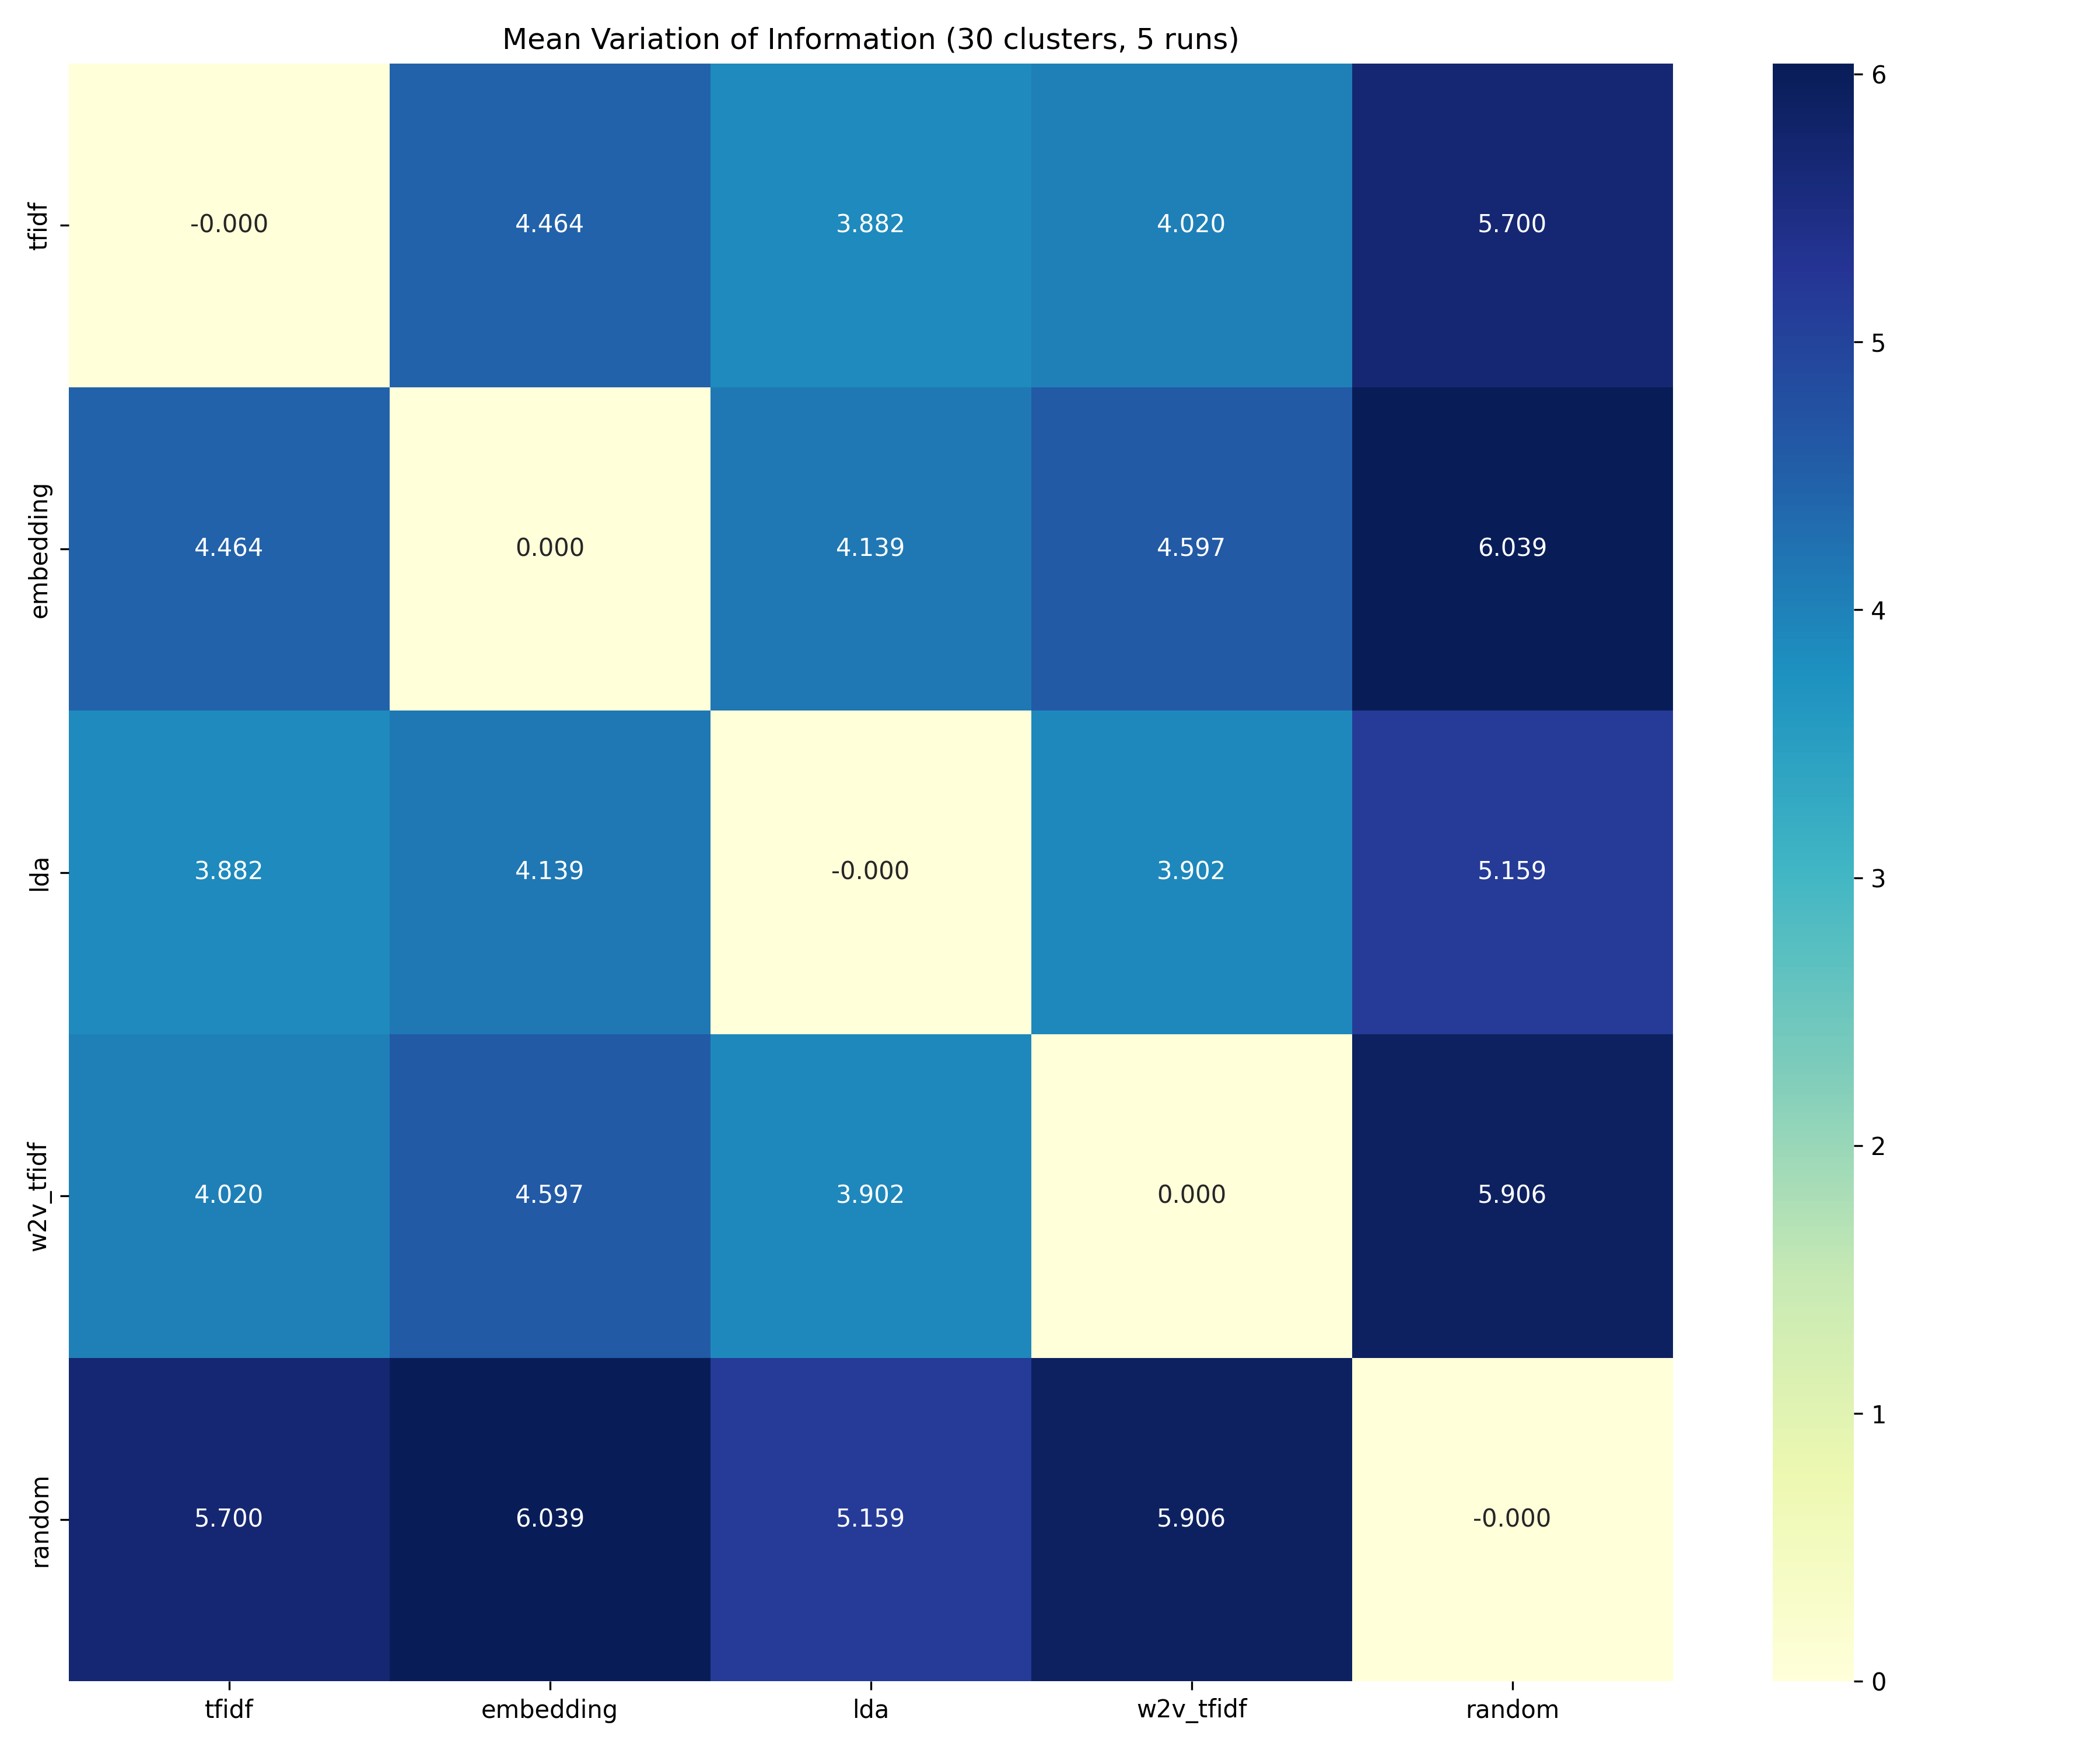 Mean Variation of Information (30 clusters, 5 runs)
tfidf -0.000 4.464 3.882 4.020 5.700
embedding 4.464 0.000 4.139 4.597 6.039
lda 3.882 4.139 -0.000 3.902 5.159
w2v_tfidf 4.020 4.597 3.902 0.000 5.906
random 5.700 6.039 5.159 5.906 -0.000
tfidf embedding lda w2v_tfidf random
6
5
4
3
2
1
0